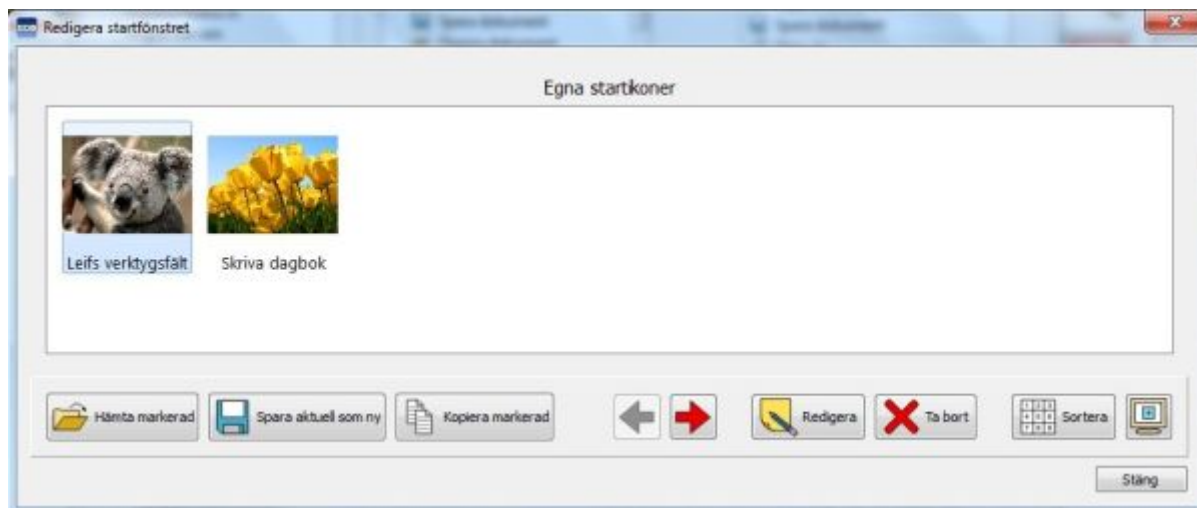 Redigera startfönstret
Egna startikoner
Leifs verktygsfält
Skriva dagbok
Hämta markerad
Spara aktuell som ny
Kopiera markerad
Redigera
Ta bort
Sortera
Stäng